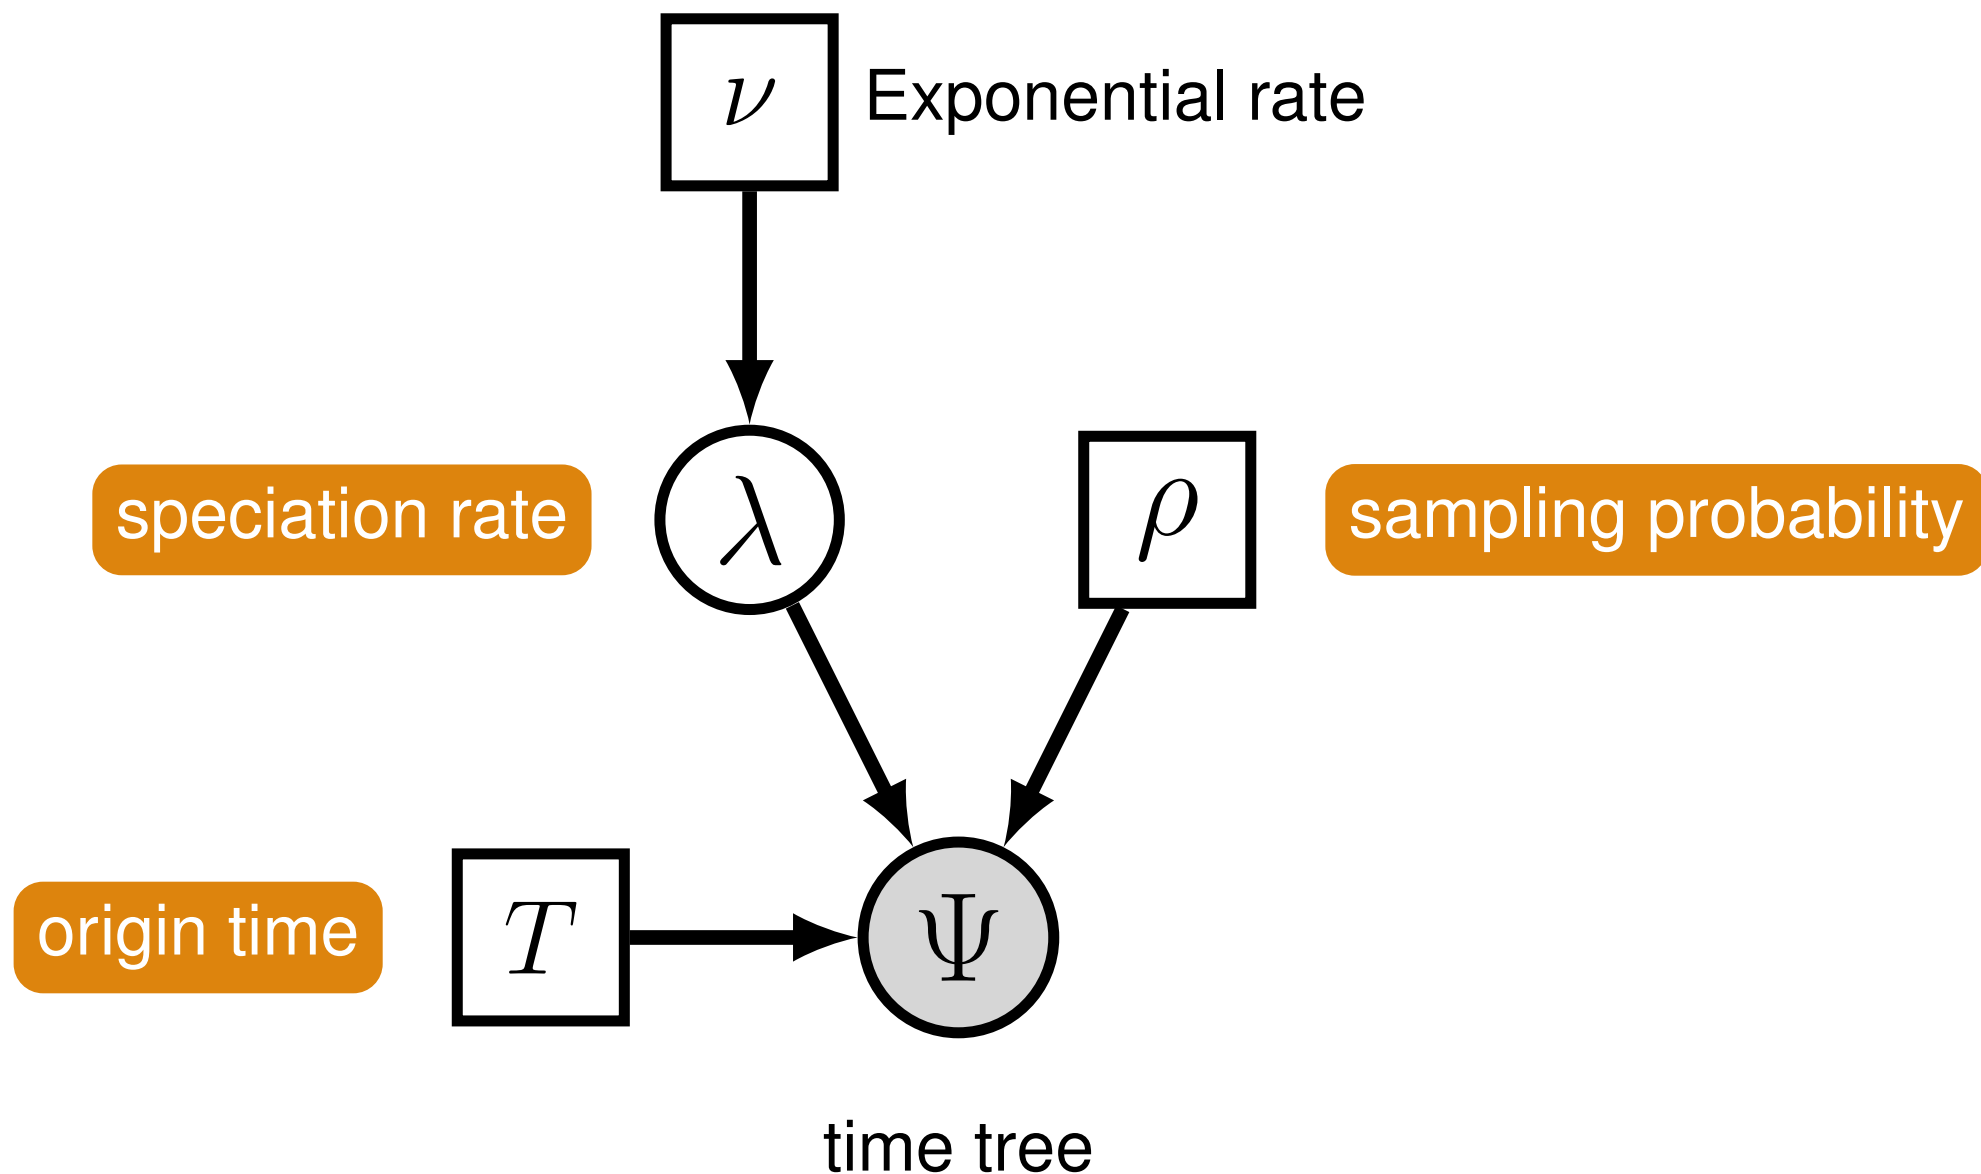 ν Exponential rate
speciation rate λ ρ sampling probability
origin time T Ψ
time tree